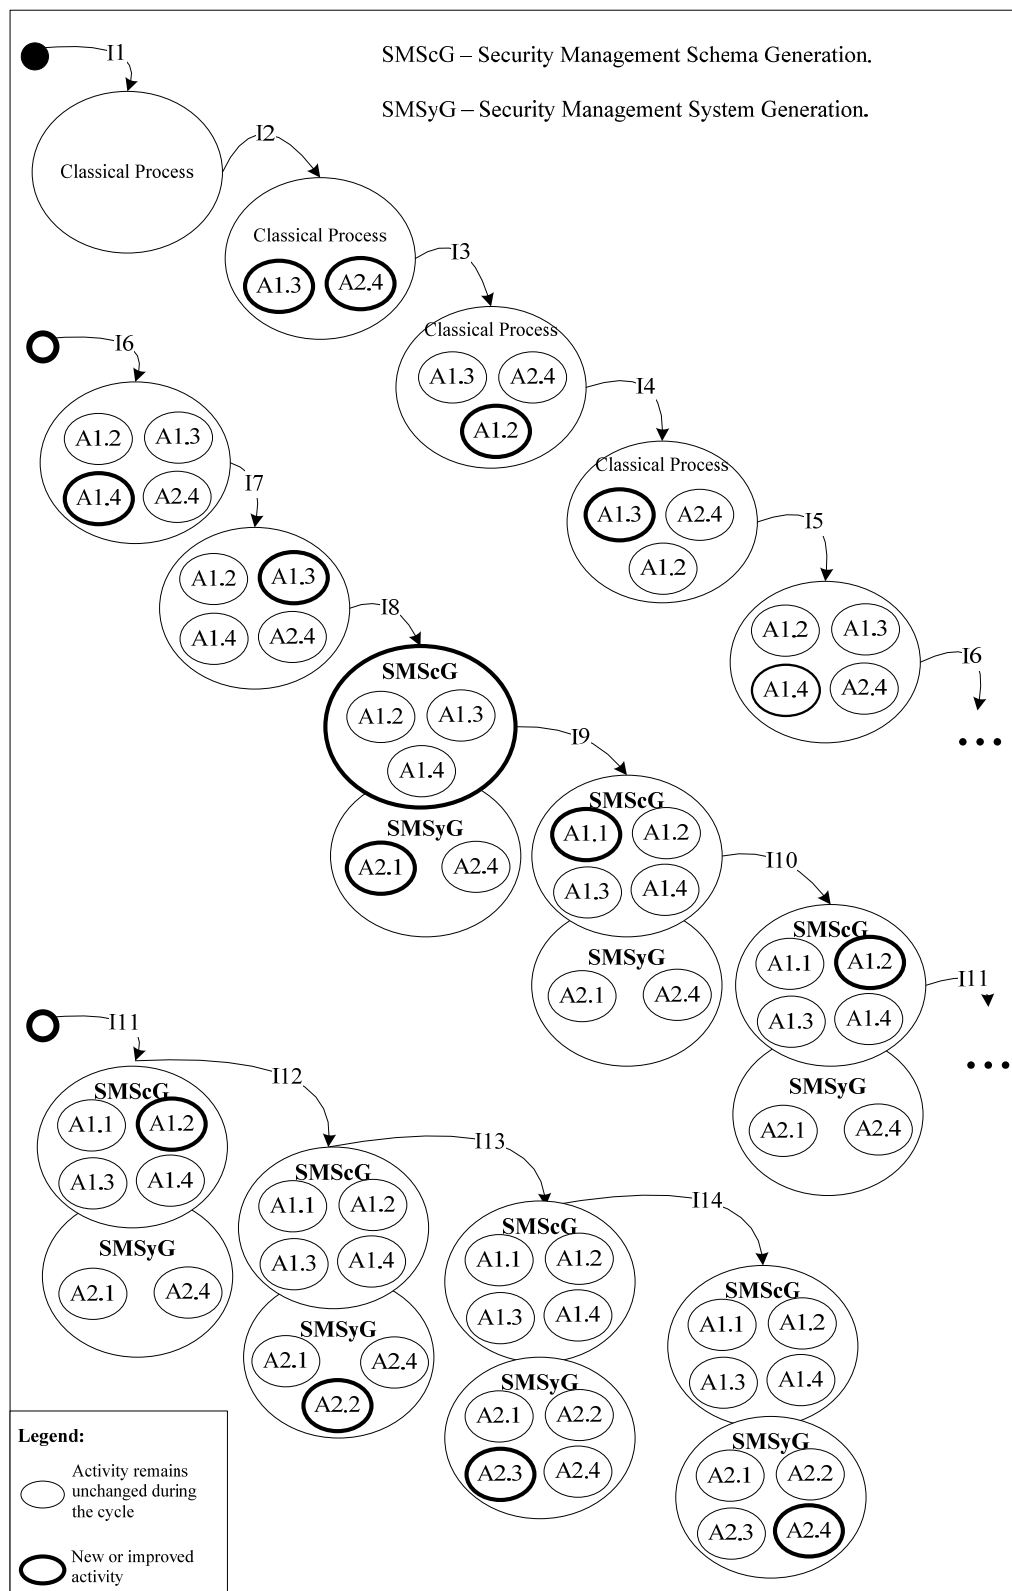 I1
SMScG – Security Management Schema Generation.
SMSyG – Security Management System Generation.
Classical Process
I2
Classical Process
A1.3
A2.4
I3
Classical Process
A1.3
A2.4
A1.2
I4
Classical Process
A1.3
A2.4
A1.2
I5
A1.2
A1.3
A1.4
A2.4
I6
...
I6
A1.2
A1.3
A1.4
A2.4
I7
A1.2
A1.3
A1.4
A2.4
I8
SMScG
A1.2
A1.3
A1.4
SMSyG
A2.1
A2.4
I9
SMScG
A1.1
A1.2
A1.3
A1.4
SMSyG
A2.1
A2.4
I10
SMScG
A1.1
A1.2
A1.3
A1.4
SMSyG
A2.1
A2.4
I11
...
I11
SMScG
A1.1
A1.2
A1.3
A1.4
SMSyG
A2.1
A2.4
I12
SMScG
A1.1
A1.2
A1.3
A1.4
SMSyG
A2.1
A2.4
A2.2
I13
SMScG
A1.1
A1.2
A1.3
A1.4
SMSyG
A2.1
A2.2
A2.3
A2.4
I14
SMScG
A1.1
A1.2
A1.3
A1.4
SMSyG
A2.1
A2.2
A2.3
A2.4
Legend:
Activity remains
unchanged during
the cycle
New or improved
activity